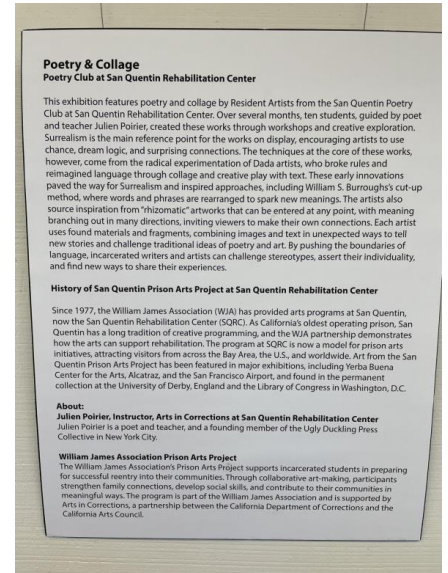 Poetry & Collage
Poetry Club at San Quentin Rehabilitation Center
This exhibition features poetry and collage by Resident Artists from the San Quentin Poetry
Club at San Quentin Rehabilitation Center. Over several months, ten students, guided by poet
and teacher Julien Poirier, created these works through workshops and creative exploration.
Surrealism is the main reference point for the works on display, encouraging artists to use
chance, dream logic, and surprising connections. The techniques at the core of these works,
however, come from the radical experimentation of Dada artists, who broke rules and
reimagined language through collage and creative play with text. These early innovations
paved the way for Surrealism and inspired approaches, including William S. Burroughs's cut-up
method, where words and phrases are rearranged to spark new meanings. The artists also
source inspiration from "rhizomatic" artworks that can be entered at any point, with meaning
branching out in many directions, inviting viewers to make their own connections. Each artist
uses found materials and fragments, combining images and text in unexpected ways to tell
new stories and challenge traditional ideas of poetry and art. By pushing the boundaries of
language, incarcerated writers and artists can challenge stereotypes, assert their individuality,
and find new ways to share their experiences.
History of San Quentin Prison Arts Project at San Quentin Rehabilitation Center
Since 1977, the William James Association (WJA) has provided arts programs at San Quentin,
now the San Quentin Rehabilitation Center (SQRC). As California's oldest operating prison, San
Quentin has a long tradition of creative programming, and the WJA partnership demonstrates
how the arts can support rehabilitation. The program at SQRC is now a model for prison arts
initiatives, attracting visitors from across the Bay Area, the U.S., and worldwide. Art from the San
Quentin Prison Art Project has been featured in major exhibitions, including Yerba Buena
Center for the Arts, Alcatraz, and the San Francisco Airport, and found in the permanent
collection at the University of Derby, England and the Library of Congress in Washington, D.C.
About:
Julien Poirier, Instructor, Arts in Corrections at San Quentin Rehabilitation Center
Julien Poirier is a poet and teacher, and a founding member of the Ugly Duckling Press
Collective in New York City.
William James Association Prison Arts Project
The William James Association's Prison Arts Project supports incarcerated students in preparing
for successful reentry into their communities. Through collaborative art-making, participants
strengthen family connections, develop social skills, and contribute to their communities in
meaningful ways. The program is part of the William James Association and is supported by
Arts in Corrections, a partnership between the California Department of Corrections and the
California Arts Council.